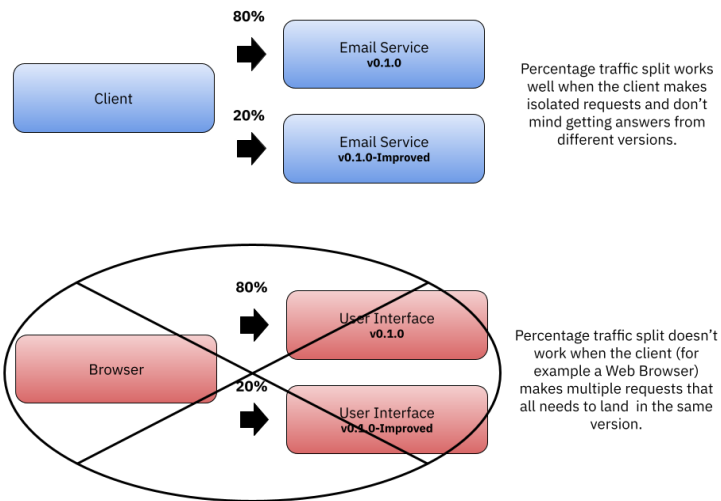 80%
Email Service
v0.1.0
Client
20%
Email Service
v0.1.0-Improved
Percentage traffic split works
well when the client makes
isolated requests and don't
mind getting answers from
different versions.
80%
User Interface
v0.1.0
Browser
20%
User Interface
v0.1.0-Improved
Percentage traffic split doesn't
work when the client (for
example a Web Browser)
makes multiple requests that
all needs to land in the same
version.